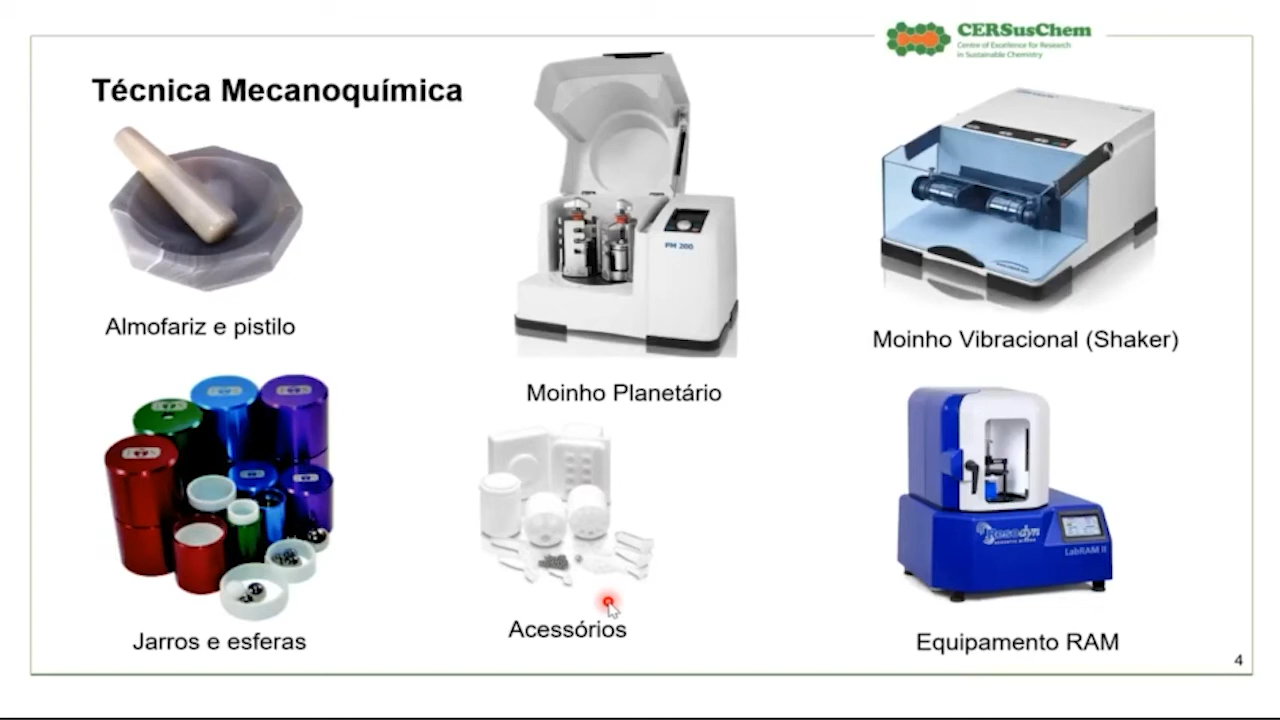 CERSusChem
Centre of Excellence for Research
in Sustainable Chemistry
Técnica Mecanoquímica
PM 200
Almofariz e pistilo
Moinho Vibracional (Shaker)
Moinho Planetário
Resodyn
LabRAM II
Jarros e esferas
Acessórios
Equipamento RAM
4